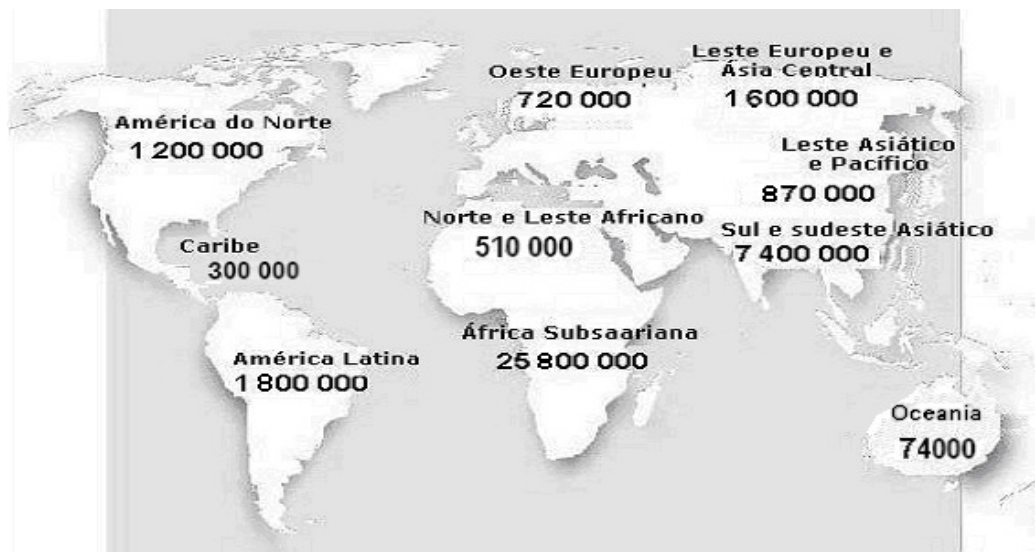 Leste Europeu e
Ásia Central
1 600 000
Oeste Europeu
720 000
América do Norte
1 200 000
Leste Asiático
e Pacífico
870 000
Norte e Leste Africano
510 000
Sul e sudeste Asiático
7 400 000
Caribe
300 000
África Subsaariana
25 800 000
América Latina
1 800 000
Oceania
74000